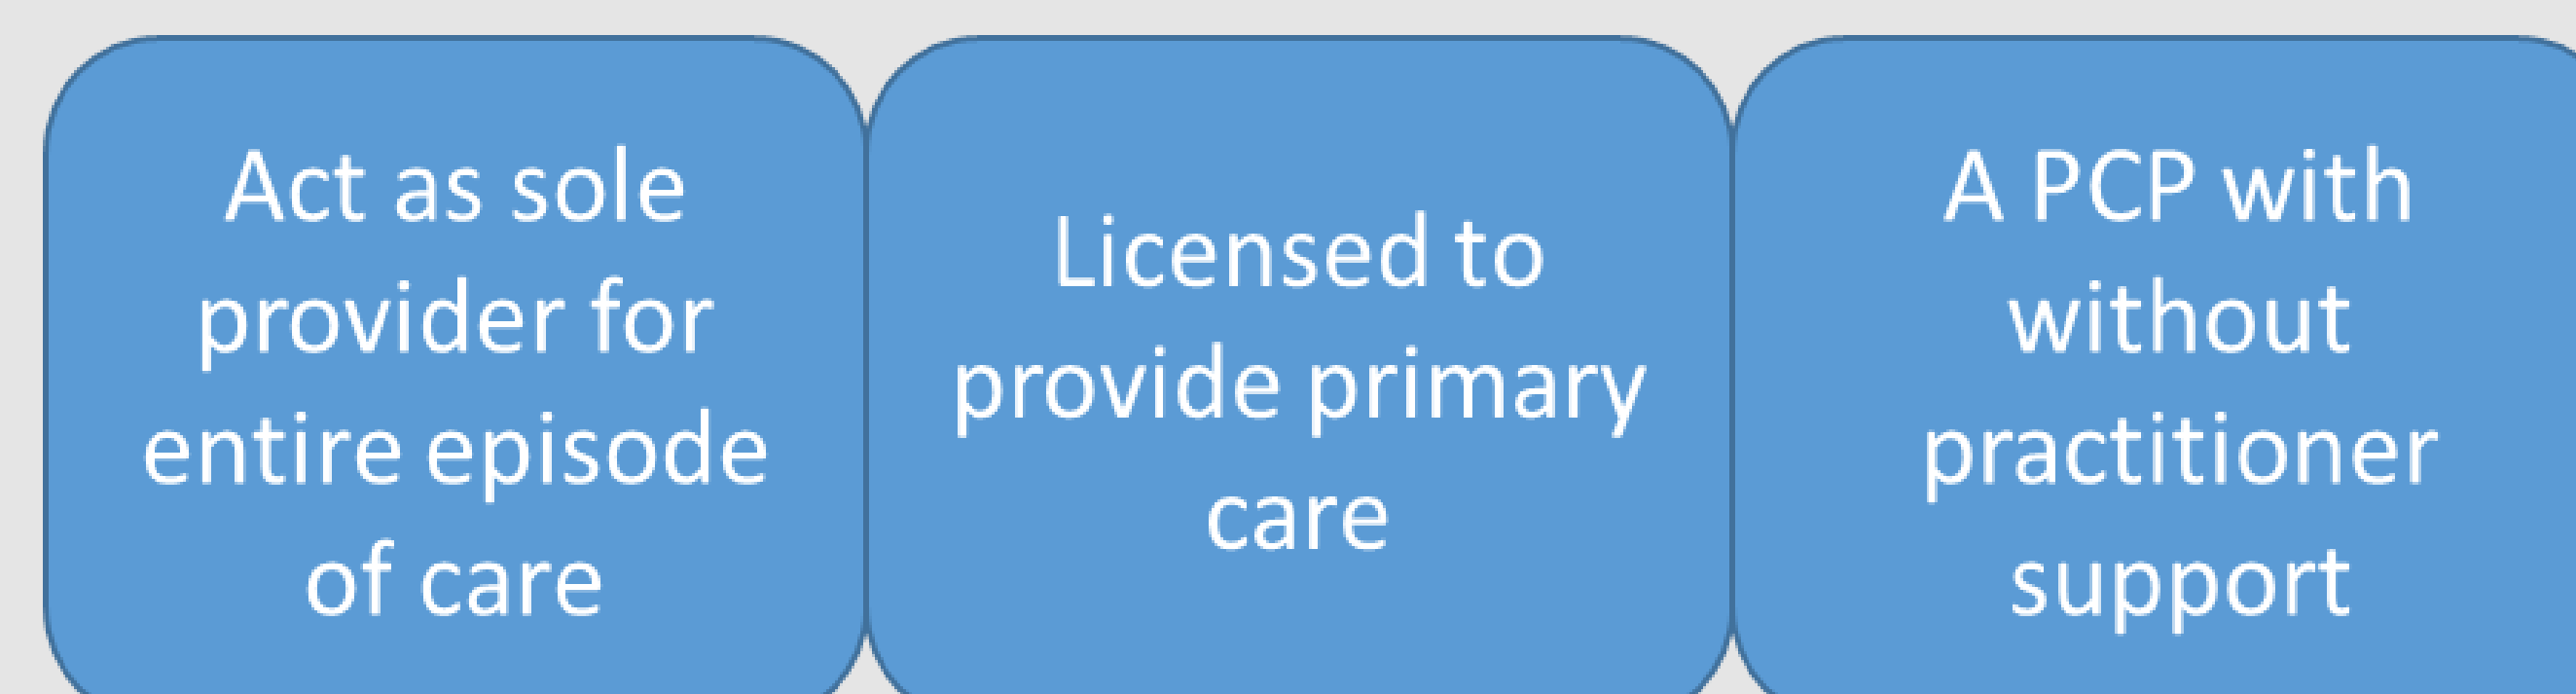 Act as sole
provider for
entire episode
of care
Licensed to
provide primary
care
A PCP with
without
practitioner
support